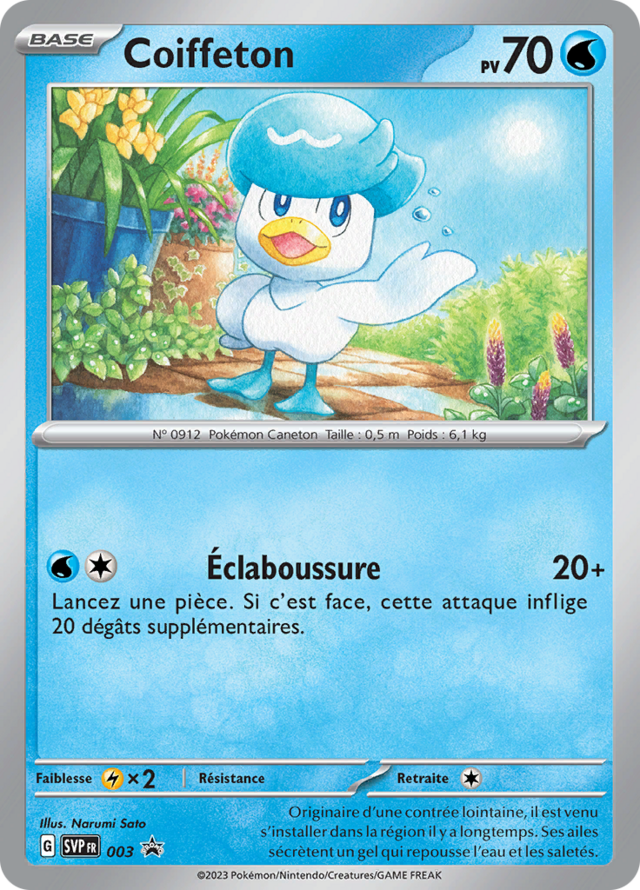 BASE
Coiffeton
PV 70
N° 0912 Pokémon Caneton Taille : 0,5 m Poids : 6,1 kg
Éclaboussure 20+
Lancez une pièce. Si c'est face, cette attaque inflige
20 dégâts supplémentaires.
Faiblesse ×2 Résistance Retraite
Illus. Narumi Sato
G SVP FR 003
Originaire d'une contrée lointaine, il est venu
s'installer dans la région il y a longtemps. Ses ailes
sécrètent un gel qui repousse l'eau et les saletés.
©2023 Pokémon/Nintendo/Creatures/GAME FREAK